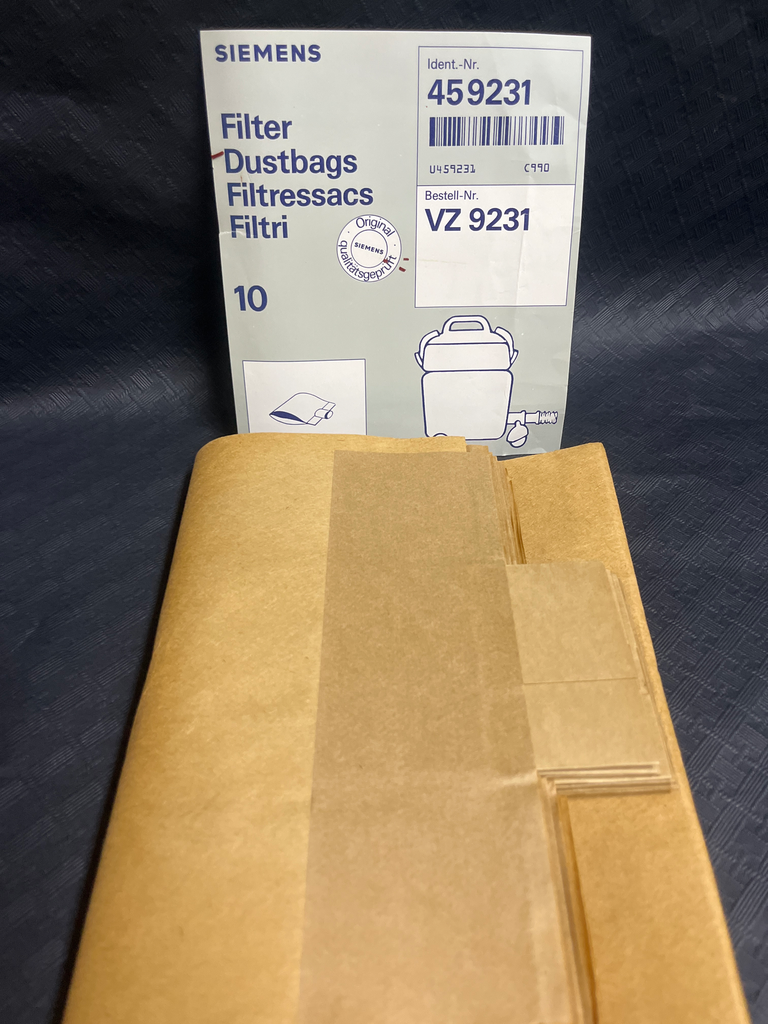 SIEMENS
Filter
Dustbags
Filtressacs
Filtri
10
Original
SIEMENS
qualitätsgeprüft
Ident.-Nr.
459231
U459231 C990
Bestell-Nr.
VZ 9231